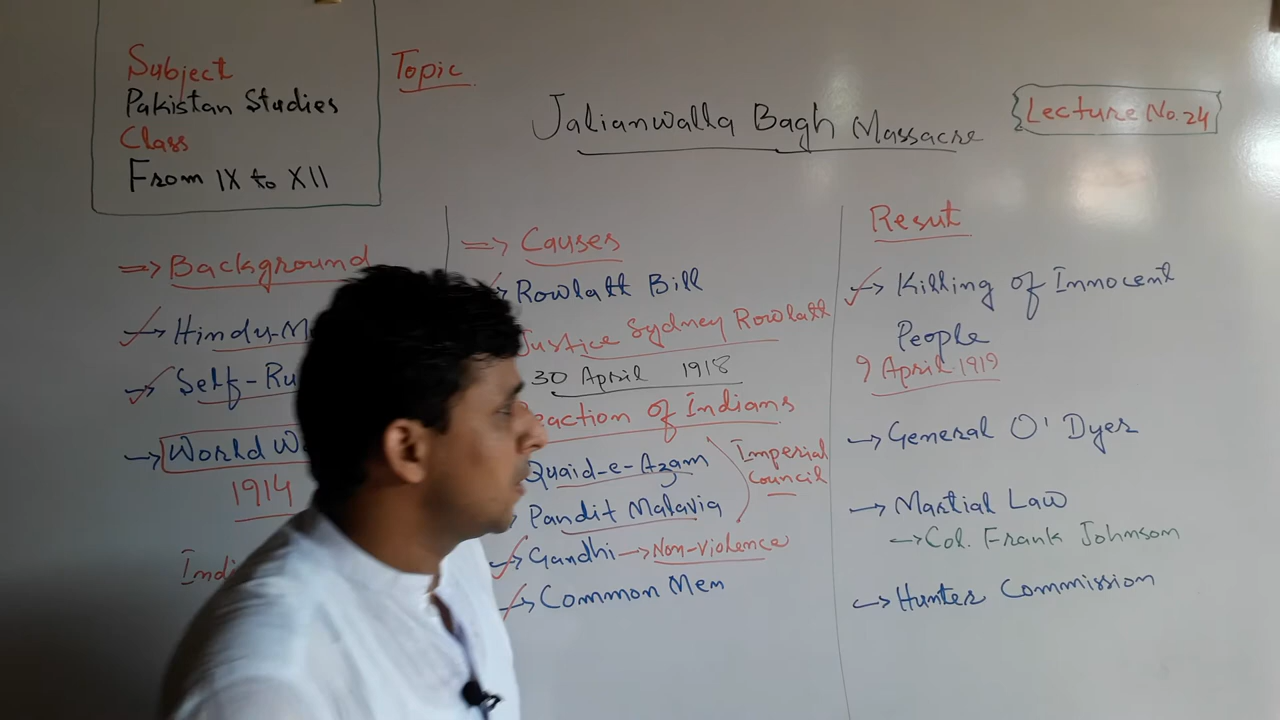 Subject
Pakistan Studies
Class
From IX to XII
Topic
Jalianwalla Bagh Massacre
Lecture No. 24
=> Background
→ Hindu-M
→ Self-Ru
→ World W
1914
Indi
=> Causes
→ Rowlatt Bill
Justice Sydney Rowlatt
30 April 1918
eaction of Indians
Quaid-e-Azam
Pandit Malavia
Imperial
Council
→ Gandhi → Non-Violence
→ Common Men
Result
→ Killing of Innocent
People
9 April 1919
→ General O' Dyer
→ Martial Law
→ Col. Frank Johnson
→ Hunter Commission